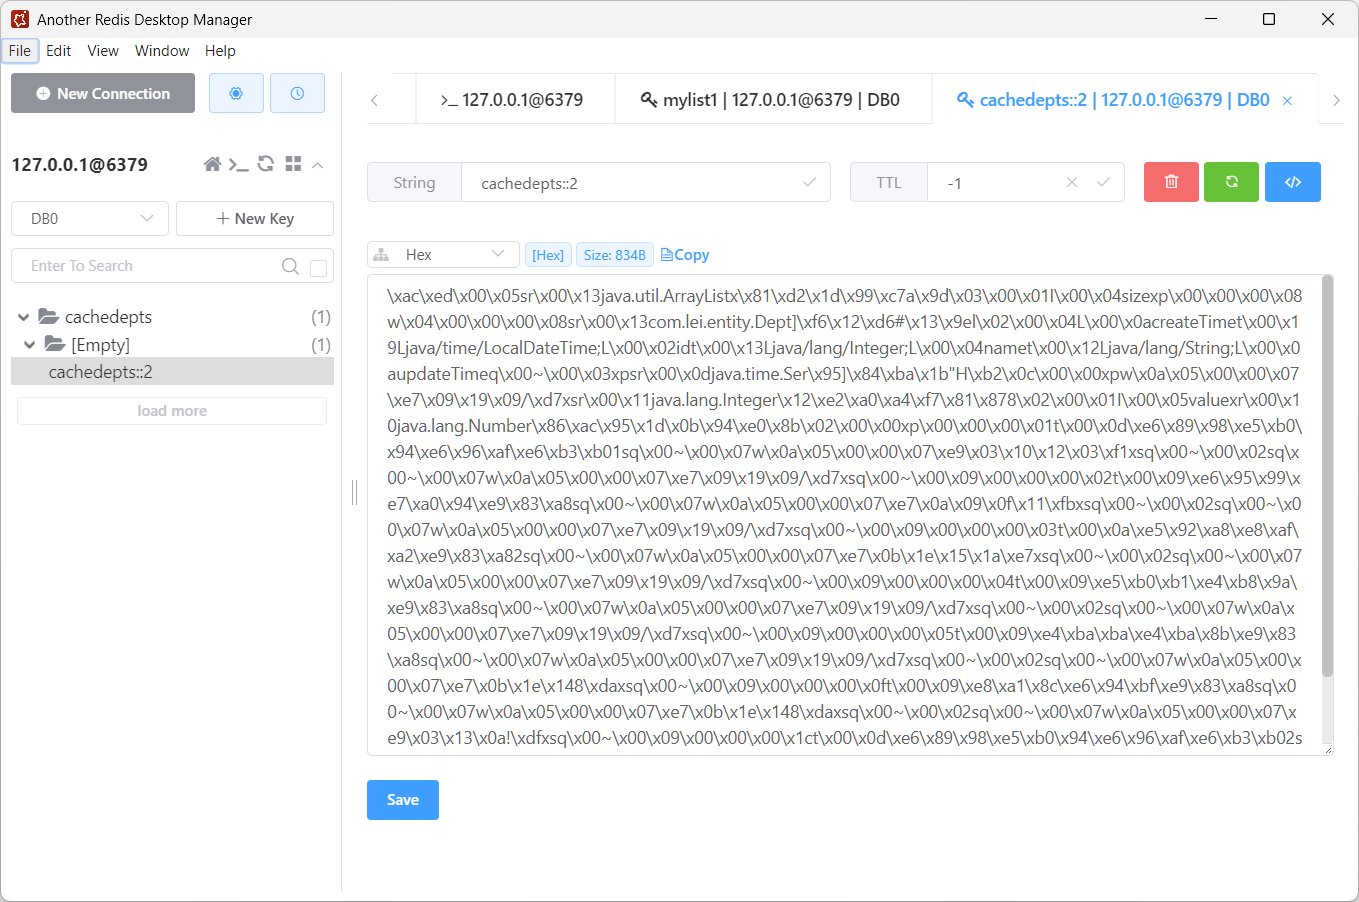 Another Redis Desktop Manager
File Edit View Window Help
New Connection
127.0.0.1@6379
DB0
New Key
Enter To Search
cachedepts (1)
[Empty] (1)
cachedepts::2
load more
>_ 127.0.0.1@6379
mylist1 | 127.0.0.1@6379 | DB0
cachedepts::2 | 127.0.0.1@6379 | DB0
String cachedepts::2
TTL -1
Hex [Hex] Size: 834B Copy
\xac\xed\x00\x05sr\x00\x13java.util.ArrayListx\x81\xd2\x1d\x99\xc7a\x9d\x03\x00\x01I\x00\x04sizexp\x00\x00\x00\x08
w\x04\x00\x00\x00\x08sr\x00\x13com.lei.entity.Dept]\xf6\x12\xd6#\x13\x9el\x02\x00\x04L\x00\x0acreateTimet\x00\x1
9Ljava/time/LocalDateTime;L\x00\x02idt\x00\x13Ljava/lang/Integer;L\x00\x04namet\x00\x12Ljava/lang/String;L\x00\x0
aupdateTimeq\x00~\x00\x03xpsr\x00\x0djava.time.Ser\x95]\x84\xba\x1b"H\xb2\x0c\x00\x00xpw\x0a\x05\x00\x00\x07
\xe7\x09\x19\x09/\xd7xsr\x00\x11java.lang.Integer\x12\xe2\xa0\xa4\xf7\x81\x878\x02\x00\x01I\x00\x05valuexr\x00\x1
0java.lang.Number\x86\xac\x95\x1d\x0b\x94\xe0\x8b\x02\x00\x00xp\x00\x00\x00\x01t\x00\x0d\xe6\x89\x98\xe5\xb0\
x94\xe6\x96\xaf\xe6\xb3\xb01sq\x00~\x00\x07w\x0a\x05\x00\x00\x07\xe9\x03\x10\x12\x03\xf1xsq\x00~\x00\x02sq\x
00~\x00\x07w\x0a\x05\x00\x00\x07\xe7\x09\x19\x09/\xd7xsq\x00~\x00\x09\x00\x00\x00\x02t\x00\x09\xe6\x95\x99\x
e7\xa0\x94\xe9\x83\xa8sq\x00~\x00\x07w\x0a\x05\x00\x00\x07\xe7\x0a\x09\x0f\x11\xfbxsq\x00~\x00\x02sq\x00~\x0
0\x07w\x0a\x05\x00\x00\x07\xe7\x09\x19\x09/\xd7xsq\x00~\x00\x09\x00\x00\x00\x03t\x00\x0a\xe5\x92\xa8\xe8\xaf\
xa2\xe9\x83\xa82sq\x00~\x00\x07w\x0a\x05\x00\x00\x07\xe7\x0b\x1e\x15\x1a\xe7xsq\x00~\x00\x02sq\x00~\x00\x07
w\x0a\x05\x00\x00\x07\xe7\x09\x19\x09/\xd7xsq\x00~\x00\x09\x00\x00\x00\x04t\x00\x09\xe5\xb0\xb1\xe4\xb8\x9a\
xe9\x83\xa8sq\x00~\x00\x07w\x0a\x05\x00\x00\x07\xe7\x09\x19\x09/\xd7xsq\x00~\x00\x02sq\x00~\x00\x07w\x0a\x
05\x00\x00\x07\xe7\x09\x19\x09/\xd7xsq\x00~\x00\x09\x00\x00\x00\x05t\x00\x09\xe4\xba\xba\xe4\xba\x8b\xe9\x83
\xa8sq\x00~\x00\x07w\x0a\x05\x00\x00\x07\xe7\x09\x19\x09/\xd7xsq\x00~\x00\x02sq\x00~\x00\x07w\x0a\x05\x00\x
00\x07\xe7\x0b\x1e\x148\xdaxsq\x00~\x00\x09\x00\x00\x00\x0ft\x00\x09\xe8\xa1\x8c\xe6\x94\xbf\xe9\x83\xa8sq\x0
0~\x00\x07w\x0a\x05\x00\x00\x07\xe7\x0b\x1e\x148\xdaxsq\x00~\x00\x02sq\x00~\x00\x07w\x0a\x05\x00\x00\x07\x
e9\x03\x13\x0a!\xdfxsq\x00~\x00\x09\x00\x00\x00\x1ct\x00\x0d\xe6\x89\x98\xe5\xb0\x94\xe6\x96\xaf\xe6\xb3\xb02s
Save